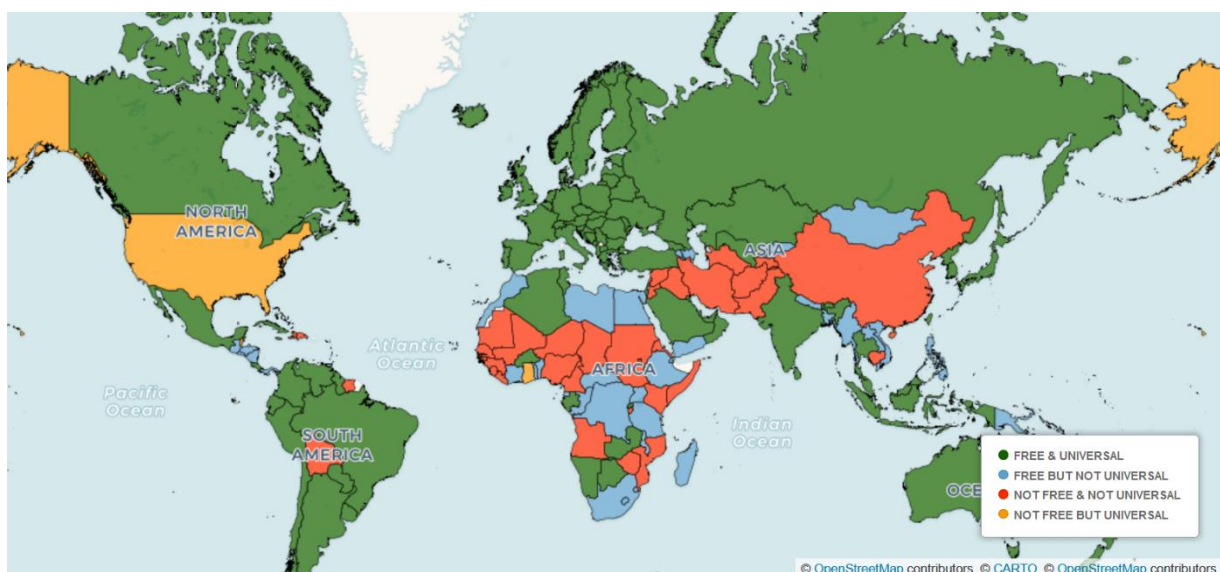 NORTH
AMERICA
ASIA
Atlantic
Ocean
AFRICA
Pacific
Ocean
Indian
Ocean
SOUTH
AMERICA
OCE
FREE & UNIVERSAL
FREE BUT NOT UNIVERSAL
NOT FREE & NOT UNIVERSAL
NOT FREE BUT UNIVERSAL
© OpenStreetMap contributors, © CARTO, © OpenStreetMap contributors